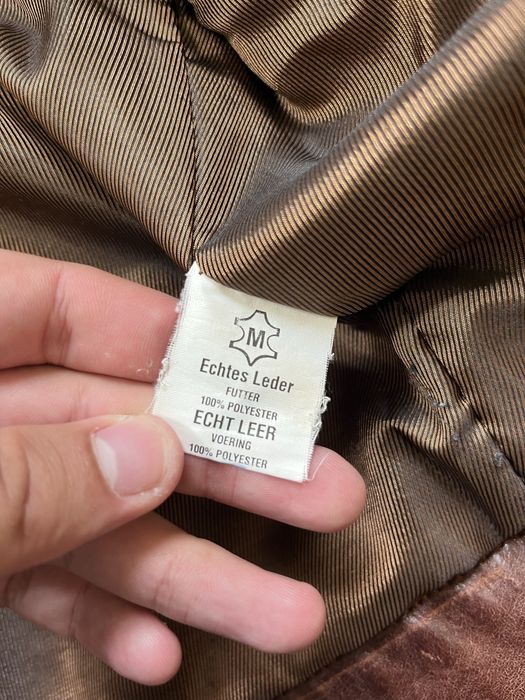 M
Echtes Leder
FUTTER
100% POLYESTER
ECHT LEER
VOERING
100% POLYESTER